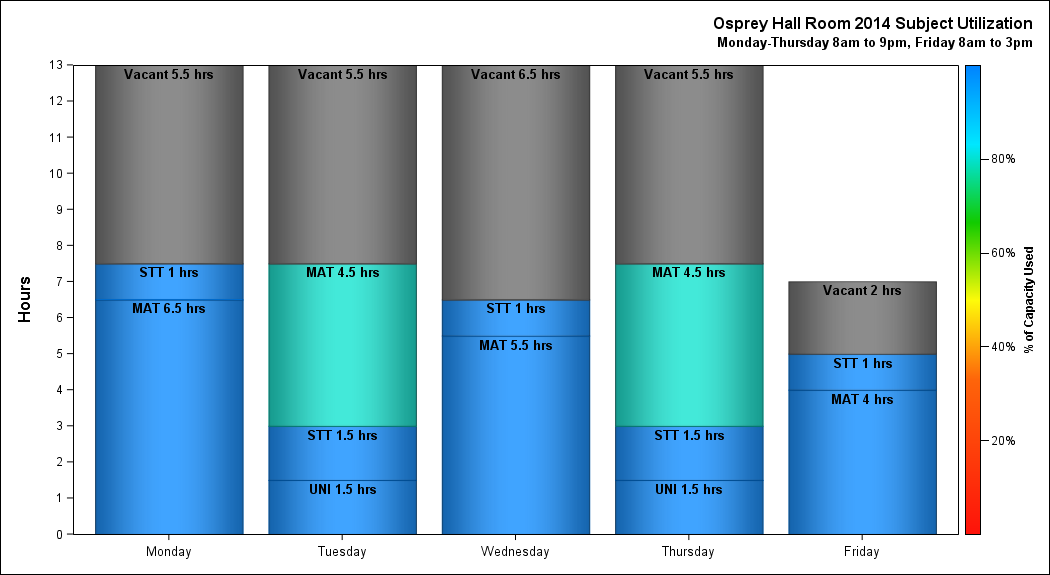 Osprey Hall Room 2014 Subject Utilization
Monday-Thursday 8am to 9pm, Friday 8am to 3pm
13
12
11
10
9
8
7
6
5
4
3
2
1
0
Hours
Vacant 5.5 hrs
STT 1 hrs
MAT 6.5 hrs
Vacant 5.5 hrs
MAT 4.5 hrs
STT 1.5 hrs
UNI 1.5 hrs
Vacant 6.5 hrs
STT 1 hrs
MAT 5.5 hrs
Vacant 5.5 hrs
MAT 4.5 hrs
STT 1.5 hrs
UNI 1.5 hrs
Vacant 2 hrs
STT 1 hrs
MAT 4 hrs
Monday
Tuesday
Wednesday
Thursday
Friday
80%
60%
40%
20%
% of Capacity Used